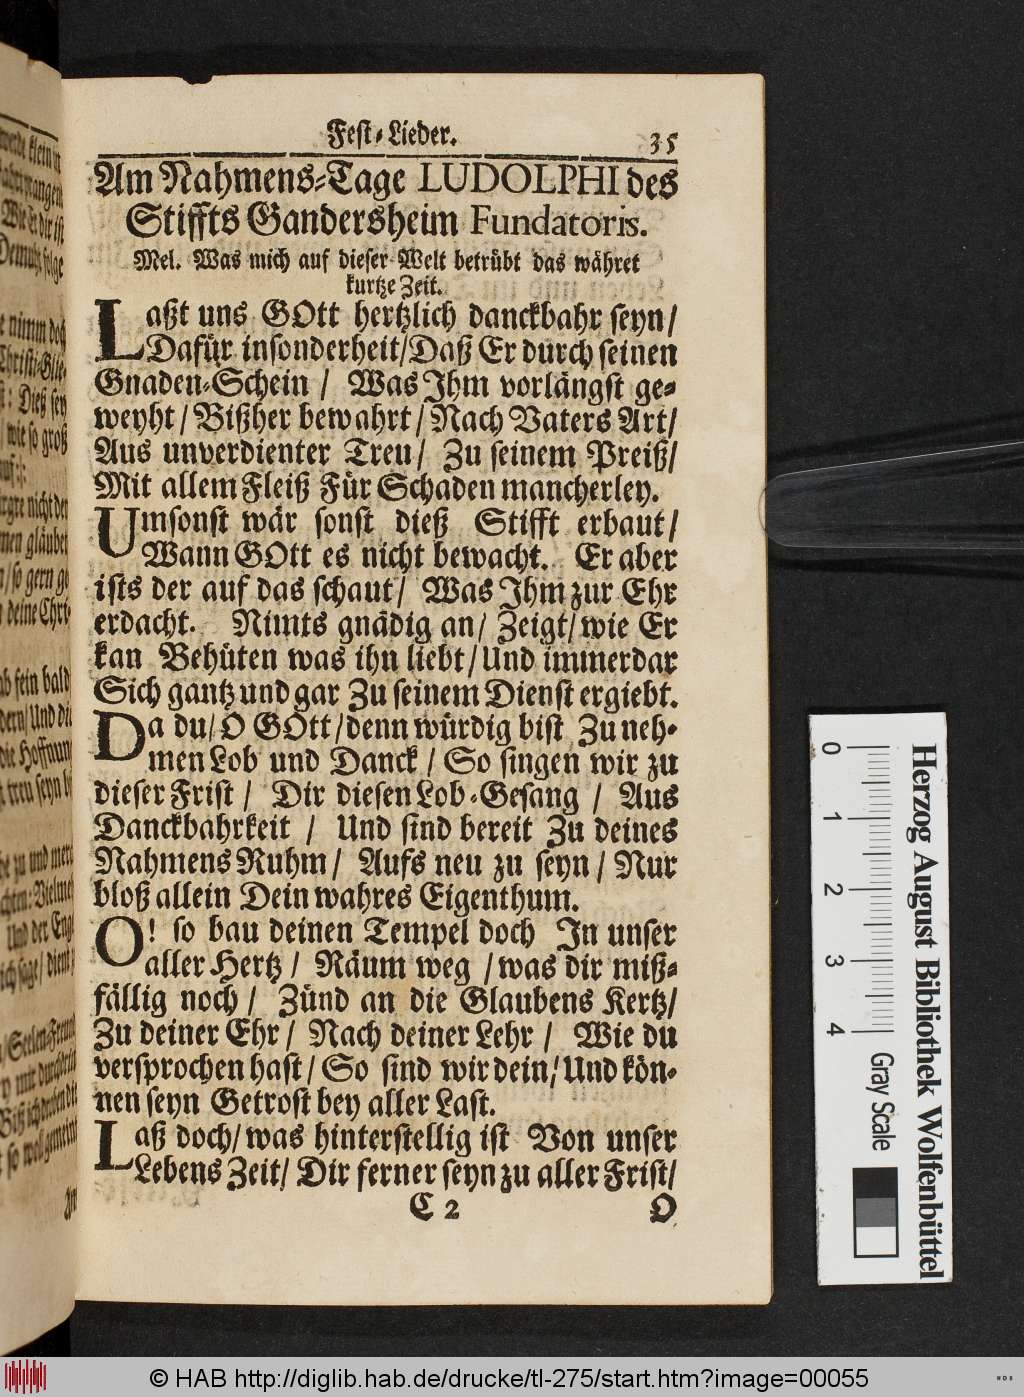 Fest-Lieder. 35
Am Nahmens-Tage LUDOLPHI des
Stiffts Gandersheim Fundatoris.
Mel. Was mich auf dieser Welt betrübt das währet
kurtze Zeit.
Laßt uns GOtt hertzlich danckbahr seyn/
Dafür insonderheit/Daß Er durch seinen
Gnaden-Schein / Was Ihm vorlängst ge-
weyht/ Bißher bewahrt/ Nach Vaters Art/
Aus unverdienter Treu/ Zu seinem Preiß/
Mit allem Fleiß Für Schaden mancherley.
Umsonst wär sonst dieß Stifft erbaut/
Wann GOtt es nicht bewacht. Er aber
ists der auf das schaut/ Was Ihm zur Ehr
erdacht. Nimts gnädig an/ Zeigt/wie Er
kan Behüten was ihn liebt/Und immerdar
Sich gantz und gar Zu seinem Dienst ergiebt.
Da du/ O GOtt/denn würdig bist Zu neh-
men Lob und Danck / So singen wir zu
dieser Frist / Dir diesen Lob-Gesang / Aus
Danckbahrkeit / Und sind bereit Zu deines
Nahmens Ruhm/ Aufs neu zu seyn/ Nur
bloß allein Dein wahres Eigenthum.
O! so bau deinen Tempel doch In unser
aller Hertz / Räum weg /was dir miß-
fällig noch / Zünd an die Glaubens Kertz/
Zu deiner Ehr/ Nach deiner Lehr / Wie du
versprochen hast/ So sind wir dein/ Und kön-
nen seyn Getrost bey aller Last.
Laß doch/was hinterstellig ist Von unser
Lebens Zeit/ Dir ferner seyn zu aller Frist/
C 2 O
Herzog August Bibliothek Wolfenbüttel
0 1 2 3 4 Gray Scale
© HAB http://diglib.hab.de/drucke/tl-275/start.htm?image=00055